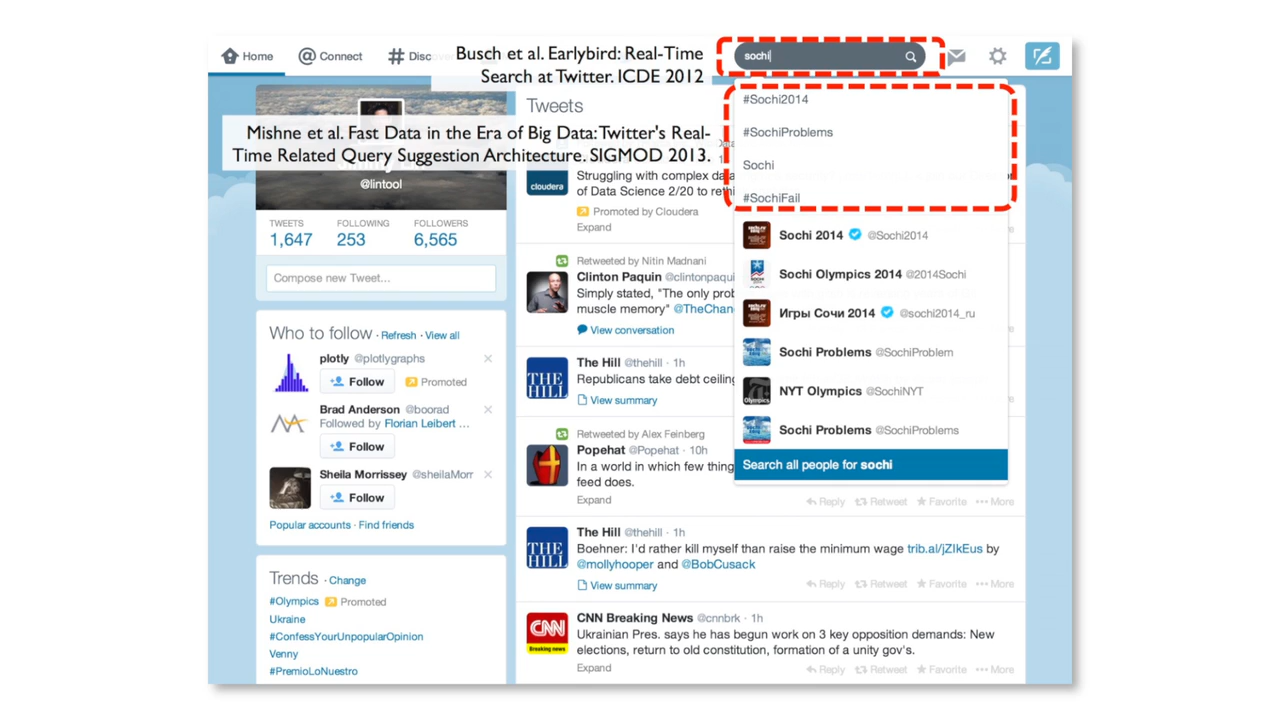 Home
Connect
Disc
Busch et al. Earlybird: Real-Time
Search at Twitter. ICDE 2012
sochi
Mishne et al. Fast Data in the Era of Big Data: Twitter's Real-
Time Related Query Suggestion Architecture. SIGMOD 2013.
@lintool
TWEETS
FOLLOWING
FOLLOWERS
1,647
253
6,565
Compose new Tweet...
Who to follow · Refresh · View all
plotly @plotlygraphs
Follow
Promoted
Brad Anderson @boorad
Followed by Florian Leibert ...
Follow
Sheila Morrissey @sheilaMorr
Follow
Popular accounts · Find friends
Trends · Change
#Olympics Promoted
Ukraine
#ConfessYourUnpopularOpinion
Venny
#PremioLoNuestro
Tweets
cloudera
Struggling with complex data
of Data Science 2/20 to reth
Promoted by Cloudera
Expand
Retweeted by Nitin Madnani
Clinton Paquin @clintonpaqui
Simply stated, "The only prob
muscle memory" @TheChan
View conversation
THE HILL
The Hill @thehill · 1h
Republicans take debt ceiling
View summary
Retweeted by Alex Feinberg
Popehat @Popehat · 10h
In a world in which few thing
feed does.
Expand
Reply Retweet Favorite More
THE HILL
The Hill @thehill · 1h
Boehner: I'd rather kill myself than raise the minimum wage trib.al/jZIkEus by
@mollyhooper and @BobCusack
View summary
Reply Retweet Favorite More
CNN
Breaking news
CNN Breaking News @cnnbrk · 1h
Ukrainian Pres. says he has begun work on 3 key opposition demands: New
elections, return to old constitution, formation of a unity gov's.
Expand
Reply Retweet Favorite More
#Sochi2014
#SochiProblems
Sochi
#SochiFail
Sochi 2014 @Sochi2014
Sochi Olympics 2014 @2014Sochi
Игры Сочи 2014 @sochi2014_ru
Sochi Problems @SochiProblem
Olympics
NYT Olympics @SochiNYT
Sochi Problems @SochiProblems
Search all people for sochi